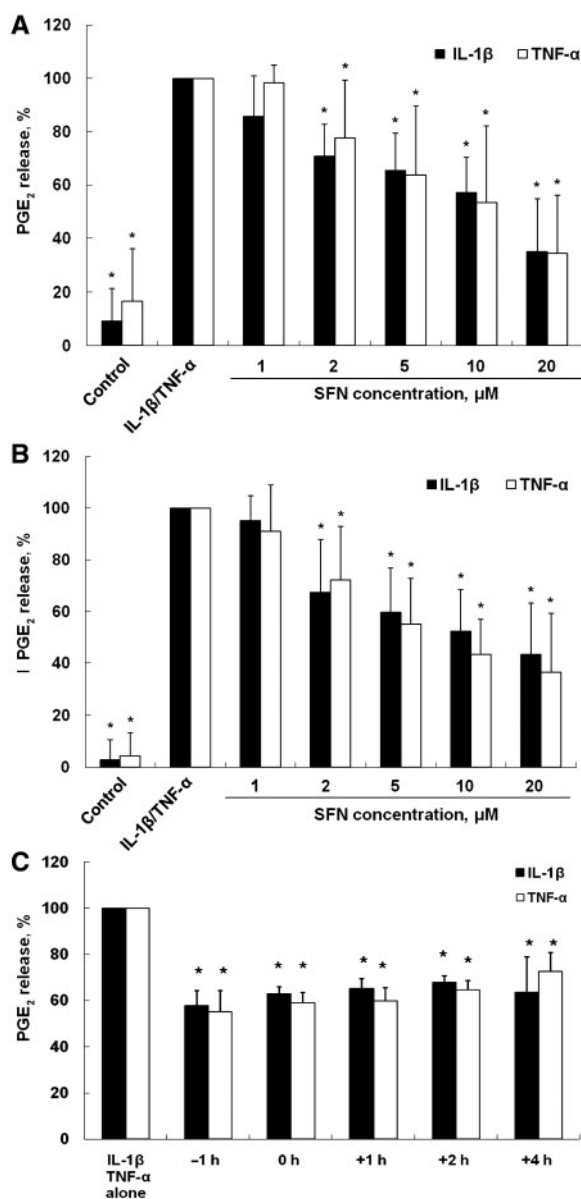 A
120
100
80
60
40
20
0
PGE₂ release, %
IL-1β TNF-α
* * * * * * * * * *
Control IL-1β/TNF-α 1 2 5 10 20
SFN concentration, μM
B
120
100
80
60
40
20
0
I PGE₂ release, %
IL-1β TNF-α
* * * * * * * * * *
Control IL-1β/TNF-α 1 2 5 10 20
SFN concentration, μM
C
120
100
80
60
40
20
0
PGE₂ release, %
IL-1β
TNF-α
* * * * * * * * * *
IL-1β –1 h 0 h +1 h +2 h +4 h
TNF-α
alone